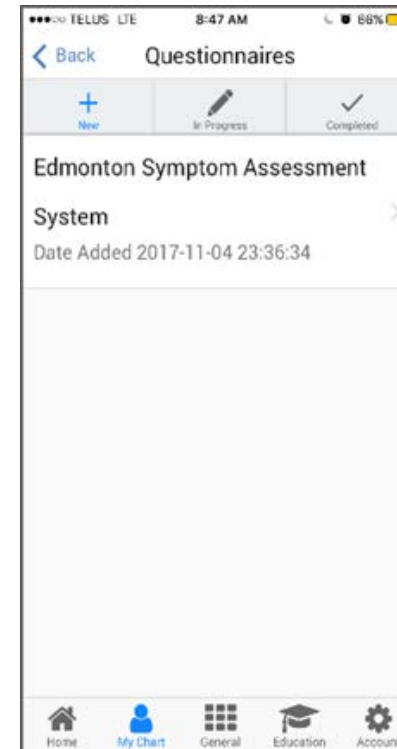 TELUS LTE 8:47 AM 66%
Back Questionnaires
New In Progress Completed
Edmonton Symptom Assessment
System
Date Added 2017-11-04 23:36:34
Home My Chart General Education Account